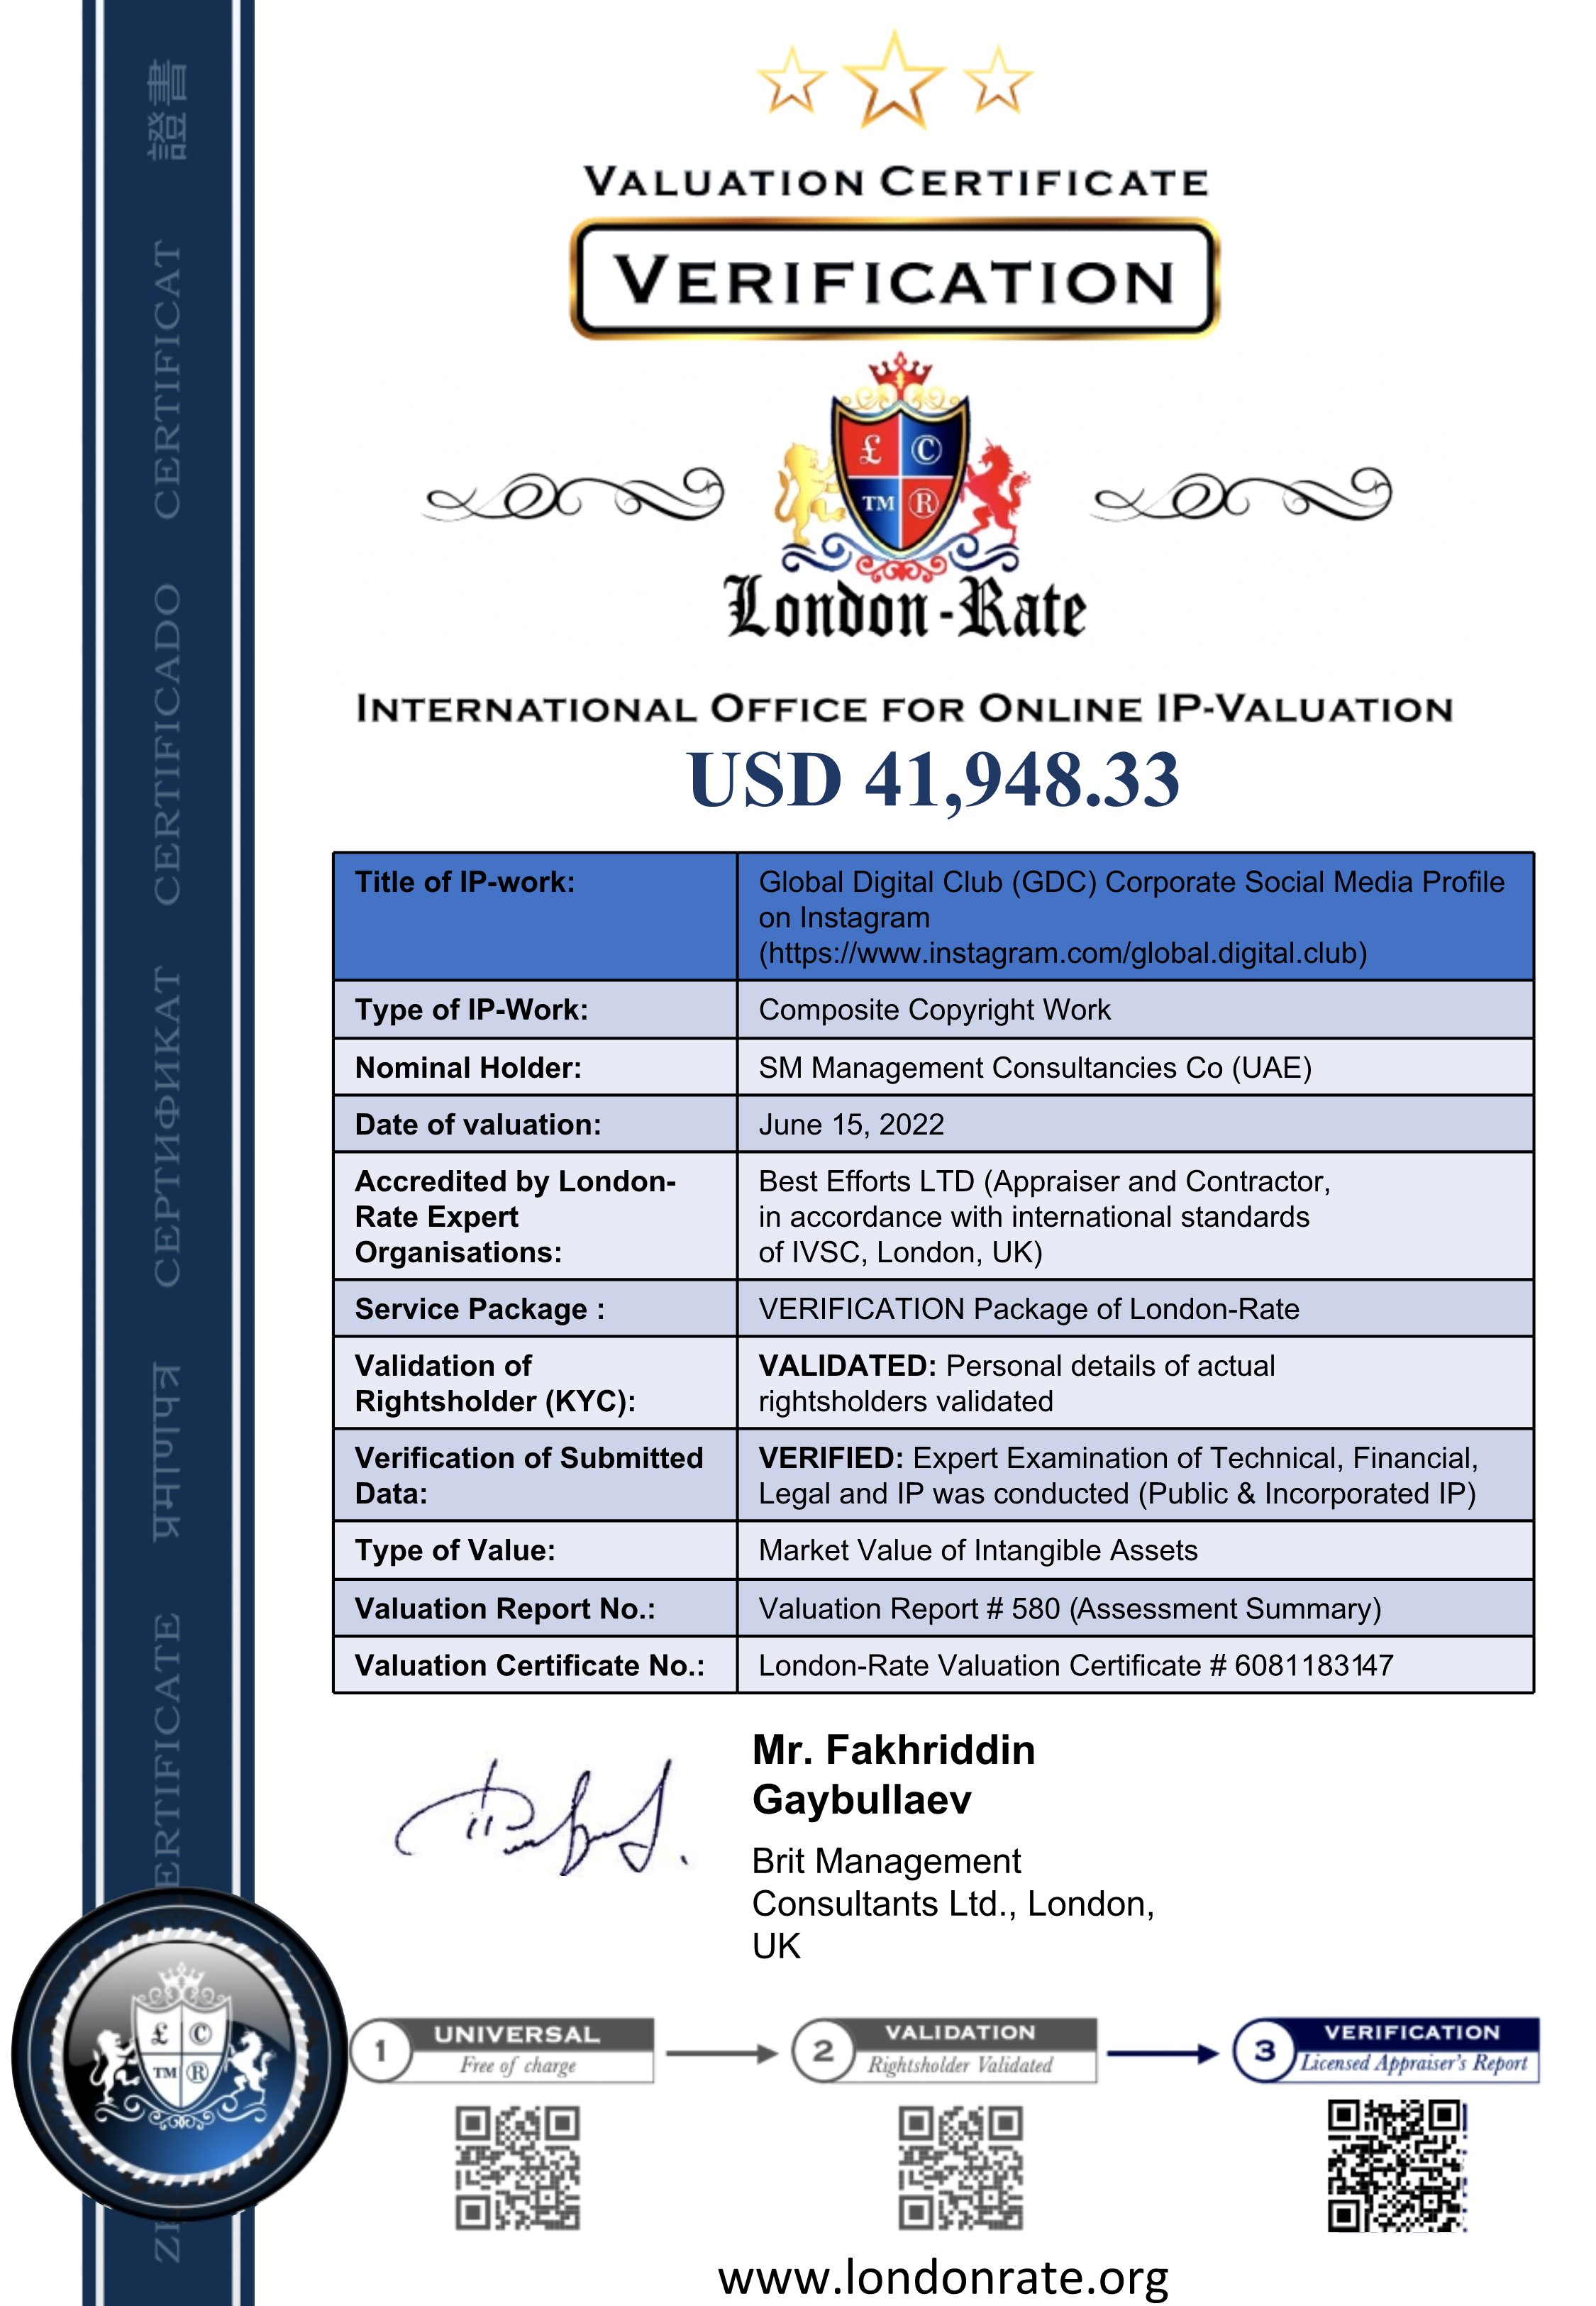 VALUATION CERTIFICATE
VERIFICATION
£ ©
TM ®
London-Rate
INTERNATIONAL OFFICE FOR ONLINE IP-VALUATION
USD 41,948.33
Title of IP-work: Global Digital Club (GDC) Corporate Social Media Profile
on Instagram
(https://www.instagram.com/global.digital.club)
Type of IP-Work: Composite Copyright Work
Nominal Holder: SM Management Consultancies Co (UAE)
Date of valuation: June 15, 2022
Accredited by London-
Rate Expert
Organisations:
Best Efforts LTD (Appraiser and Contractor,
in accordance with international standards
of IVSC, London, UK)
Service Package : VERIFICATION Package of London-Rate
Validation of
Rightsholder (KYC):
VALIDATED: Personal details of actual
rightsholders validated
Verification of Submitted
Data:
VERIFIED: Expert Examination of Technical, Financial,
Legal and IP was conducted (Public & Incorporated IP)
Type of Value: Market Value of Intangible Assets
Valuation Report No.: Valuation Report # 580 (Assessment Summary)
Valuation Certificate No.: London-Rate Valuation Certificate # 6081183147
Mr. Fakhriddin
Gaybullaev
Brit Management
Consultants Ltd., London,
UK
1 UNIVERSAL
Free of charge
2 VALIDATION
Rightsholder Validated
3 VERIFICATION
Licensed Appraiser's Report
www.londonrate.org
£ ©
TM ®
ERTIFICATE प्रमाणपत्र СЕРТИФИКАТ CERTIFICADO CERTIFICAT 證書